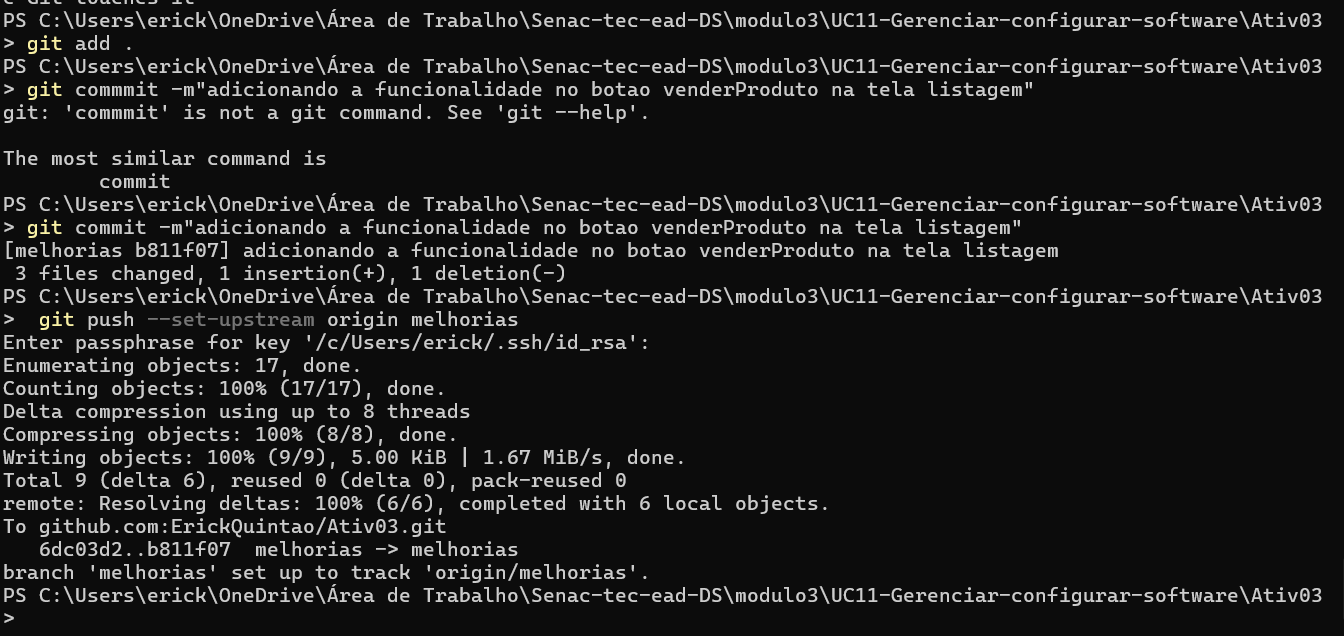 e Git touches it
PS C:\Users\erick\OneDrive\Área de Trabalho\Senac-tec-ead-DS\modulo3\UC11-Gerenciar-configurar-software\Ativ03
> git add .
PS C:\Users\erick\OneDrive\Área de Trabalho\Senac-tec-ead-DS\modulo3\UC11-Gerenciar-configurar-software\Ativ03
> git commmit -m"adicionando a funcionalidade no botao venderProduto na tela listagem"
git: 'commmit' is not a git command. See 'git --help'.

The most similar command is
        commit
PS C:\Users\erick\OneDrive\Área de Trabalho\Senac-tec-ead-DS\modulo3\UC11-Gerenciar-configurar-software\Ativ03
> git commit -m"adicionando a funcionalidade no botao venderProduto na tela listagem"
[melhorias b811f07] adicionando a funcionalidade no botao venderProduto na tela listagem
 3 files changed, 1 insertion(+), 1 deletion(-)
PS C:\Users\erick\OneDrive\Área de Trabalho\Senac-tec-ead-DS\modulo3\UC11-Gerenciar-configurar-software\Ativ03
>  git push --set-upstream origin melhorias
Enter passphrase for key '/c/Users/erick/.ssh/id_rsa':
Enumerating objects: 17, done.
Counting objects: 100% (17/17), done.
Delta compression using up to 8 threads
Compressing objects: 100% (8/8), done.
Writing objects: 100% (9/9), 5.00 KiB | 1.67 MiB/s, done.
Total 9 (delta 6), reused 0 (delta 0), pack-reused 0
remote: Resolving deltas: 100% (6/6), completed with 6 local objects.
To github.com:ErickQuintao/Ativ03.git
   6dc03d2..b811f07  melhorias -> melhorias
branch 'melhorias' set up to track 'origin/melhorias'.
PS C:\Users\erick\OneDrive\Área de Trabalho\Senac-tec-ead-DS\modulo3\UC11-Gerenciar-configurar-software\Ativ03
>